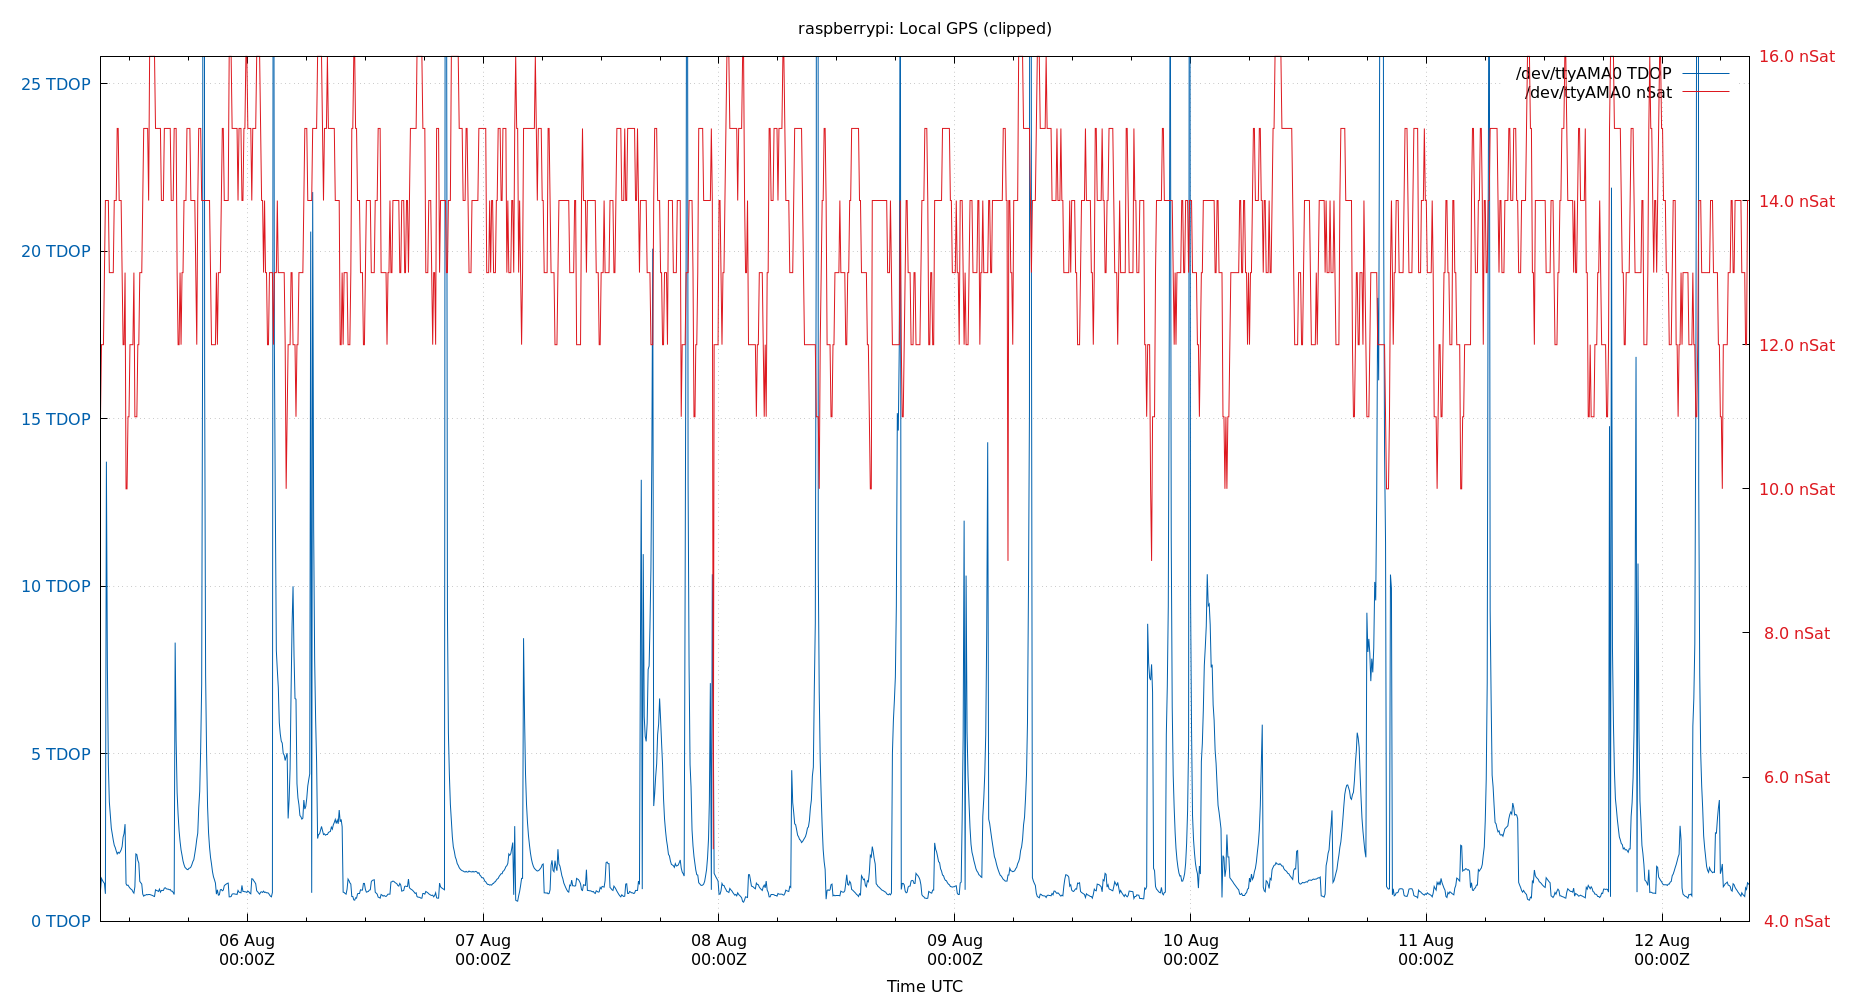 raspberrypi: Local GPS (clipped)
/dev/ttyAMA0 TDOP
/dev/ttyAMA0 nSat
25 TDOP
20 TDOP
15 TDOP
10 TDOP
5 TDOP
0 TDOP
16.0 nSat
14.0 nSat
12.0 nSat
10.0 nSat
8.0 nSat
6.0 nSat
4.0 nSat
06 Aug
00:00Z
07 Aug
00:00Z
08 Aug
00:00Z
09 Aug
00:00Z
10 Aug
00:00Z
11 Aug
00:00Z
12 Aug
00:00Z
Time UTC